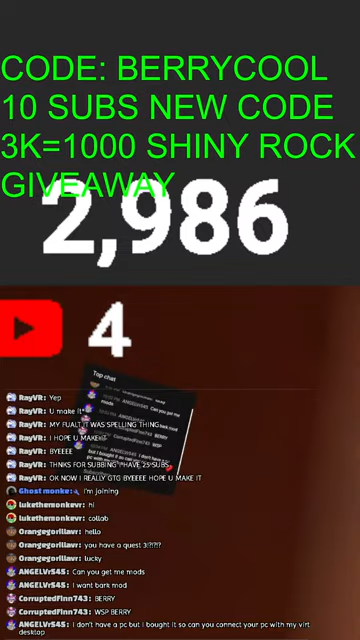 CODE: BERRYCOOL
10 SUBS NEW CODE
3K=1000 SHINY ROCK
GIVEAWAY
2,986
4
Top chat
RayVR: Yep
RayVR: U make it
RayVR: MY FUALT IT WAS SPELLING THING
RayVR: I HOPE U MAKE IT
RayVR: BYEEEE
RayVR: THNKS FOR SUBBING I HAVE 25 SUBS
RayVR: OK NOW I REALLY GTG BYEEEE HOPE U MAKE IT
Ghost monke: i'm joining
lukethemonkevr: hi
lukethemonkevr: collab
Orangegorillavr: hello
Orangegorillavr: you have a quest 3!?!?
Orangegorillavr: lucky
ANGELVrS4S: Can you get me mods
ANGELVrS4S: I want bark mod
CorruptedFinn743: BERRY
CorruptedFinn743: WSP BERRY
ANGELVrS4S: I don't have a pc but I bought it so can you connect your pc with my virt
desktop